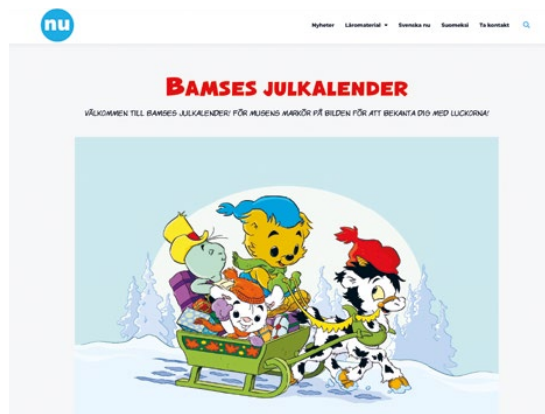 nu
Nyheter Läromaterial Svenska nu Suomeksi Ta kontakt
BAMSES JULKALENDER
VÄLKOMMEN TILL BAMSES JULKALENDER! FÖR MUSENS MARKÖR PÅ BILDEN FÖR ATT BEKANTA DIG MED LUCKORNA!